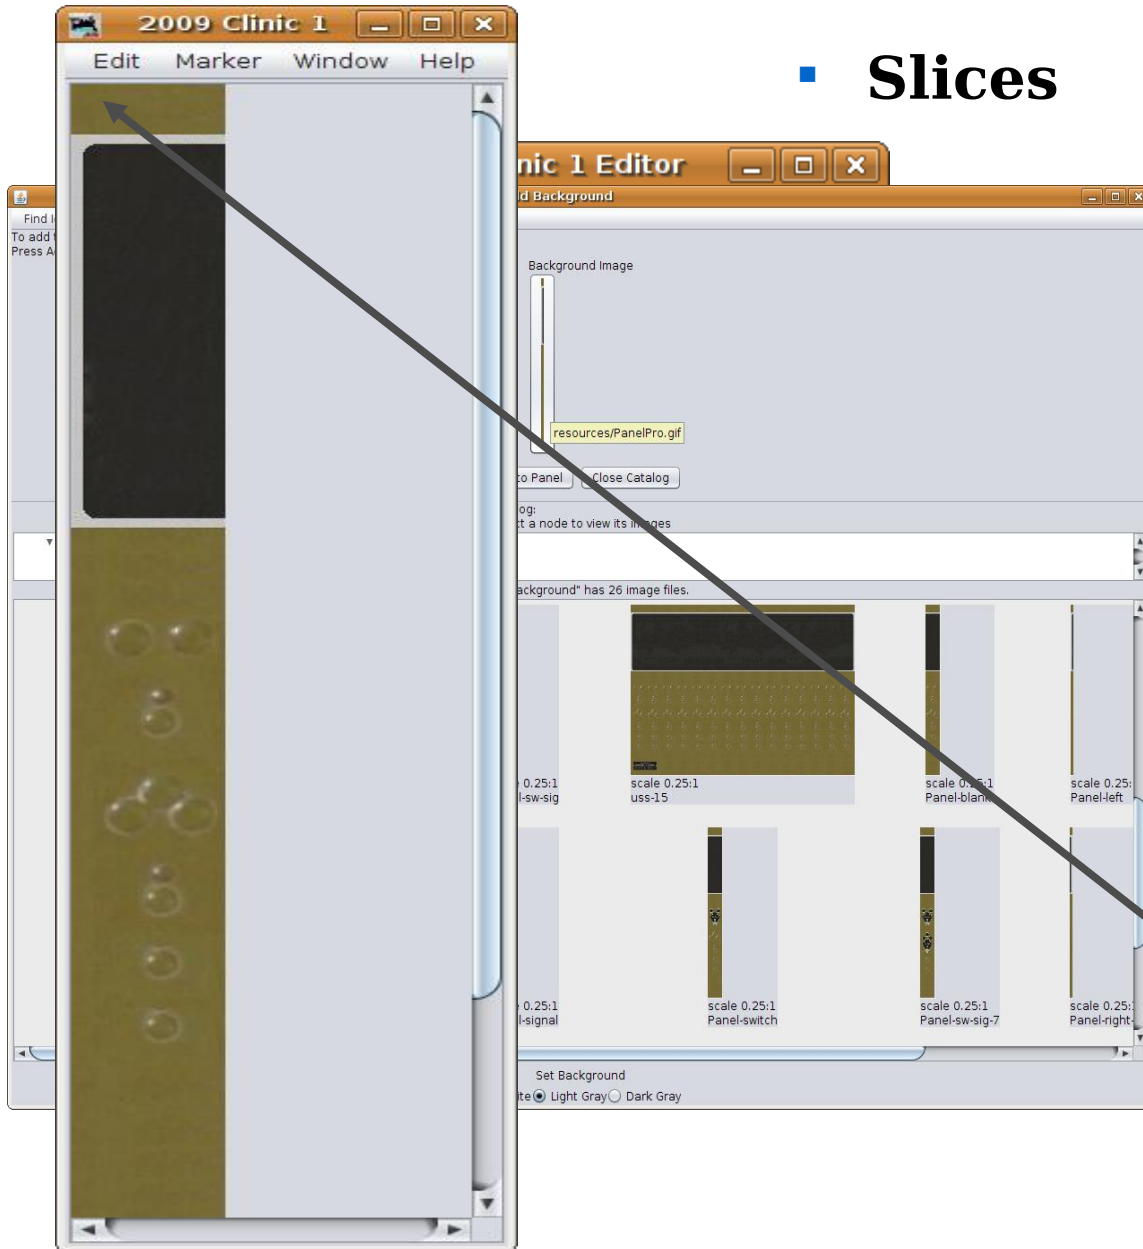 2009 Clinic 1
Edit Marker Window Help
▪ Slices
nic 1 Editor
d Background
Find I
To add t
Press A
Background Image
resources/PanelPro.gif
to Panel
Close Catalog
og:
ct a node to view its images
ackground" has 26 image files.
0.25:1
l-sw-sig
scale 0.25:1
uss-15
scale 0.25:1
Panel-blank
scale 0.25:
Panel-left
0.25:1
l-signal
scale 0.25:1
Panel-switch
scale 0.25:1
Panel-sw-sig-7
scale 0.25:
Panel-right-
Set Background
ite Light Gray Dark Gray